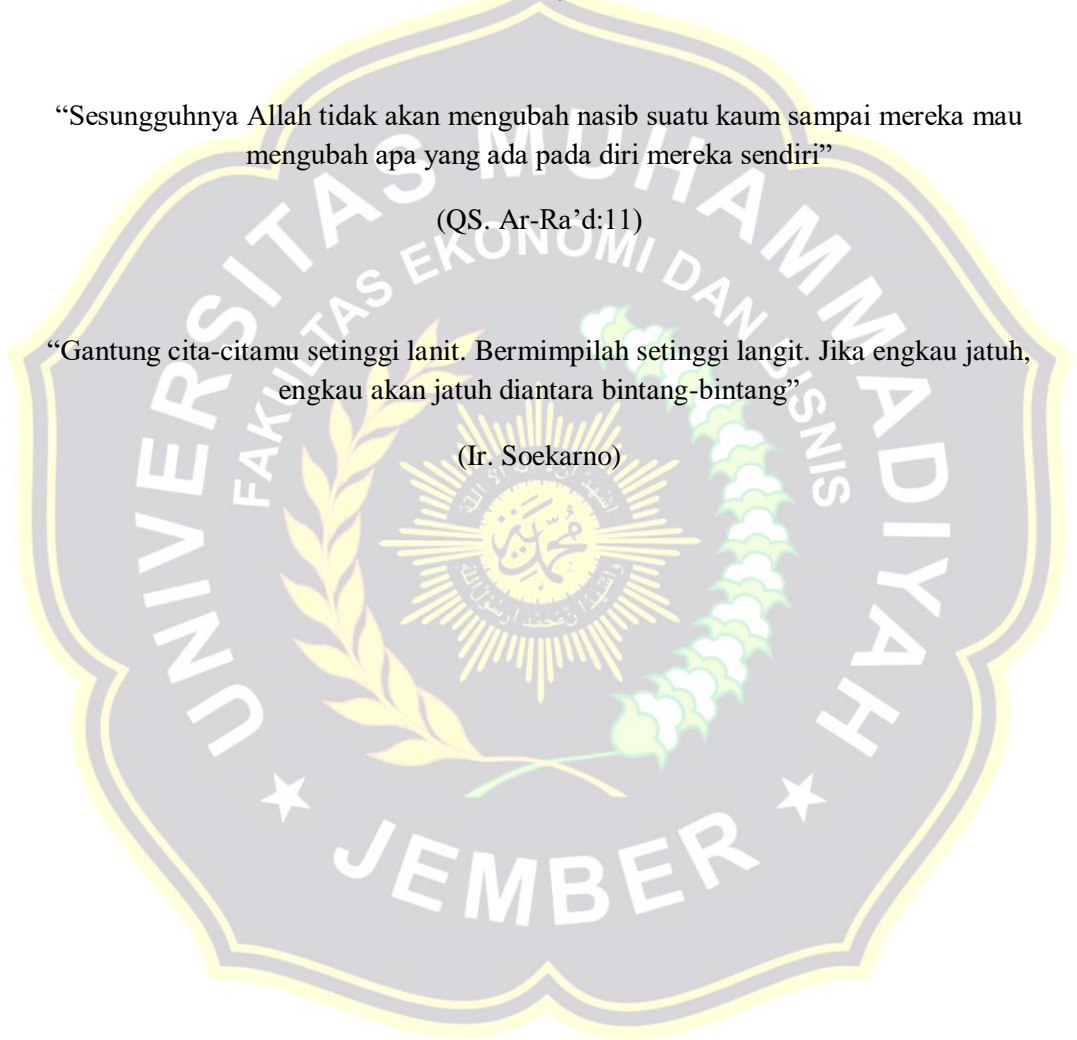 “Sesungguhnya Allah tidak akan mengubah nasib suatu kaum sampai mereka mau
mengubah apa yang ada pada diri mereka sendiri”
(QS. Ar-Ra’d:11)
“Gantung cita-citamu setinggi lanit. Bermimpilah setinggi langit. Jika engkau jatuh,
engkau akan jatuh diantara bintang-bintang”
(Ir. Soekarno)
UNIVERSITAS MUHAMMADIYAH
FAKULTAS EKONOMI DAN BISNIS
JEMBER